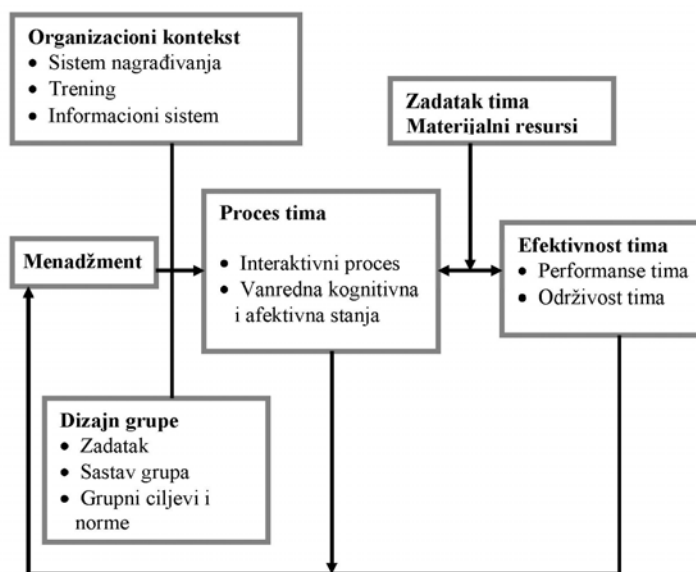 Organizacioni kontekst
• Sistem nagrađivanja
• Trening
• Informacioni sistem
Zadatak tima
Materijalni resursi
Menadžment
Proces tima
• Interaktivni proces
• Vanredna kognitivna
i afektivna stanja
Efektivnost tima
• Performanse tima
• Održivost tima
Dizajn grupe
• Zadatak
• Sastav grupa
• Grupni ciljevi i
norme